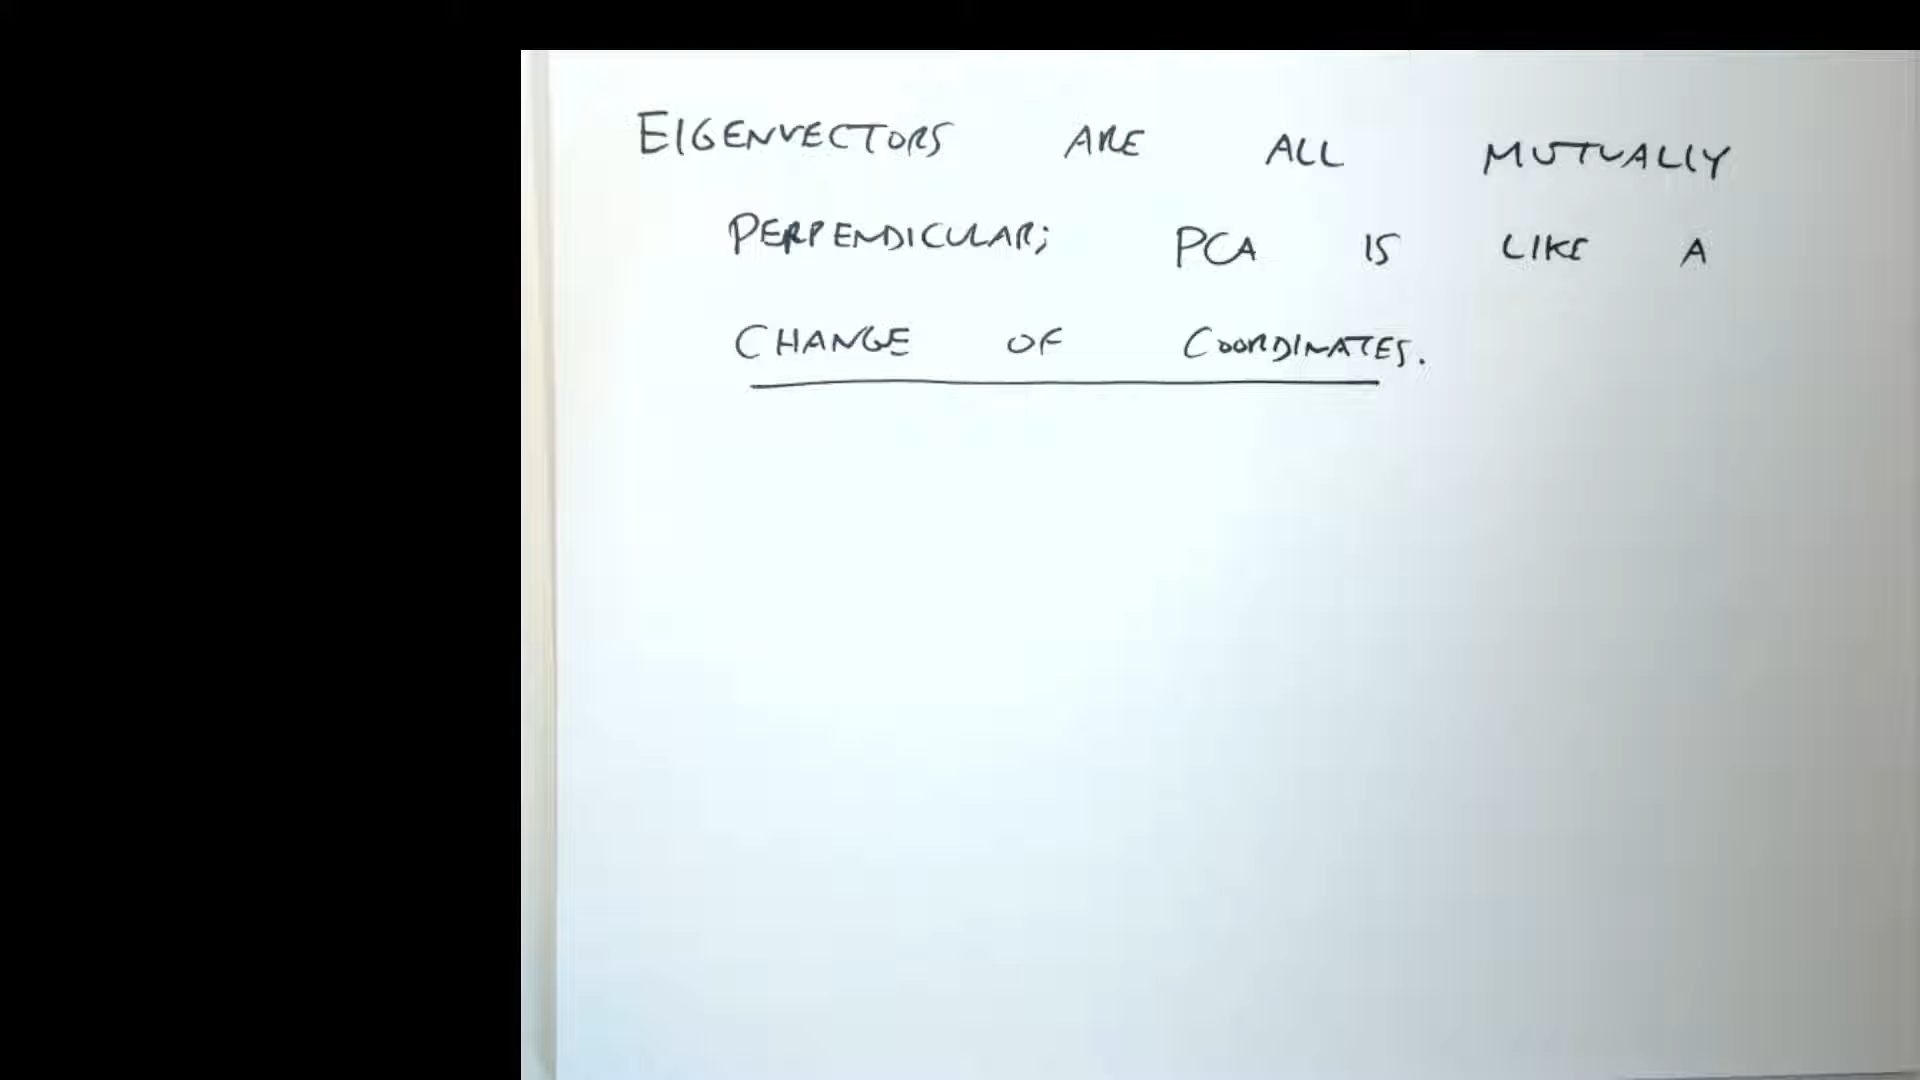 EIGENVECTORS ARE ALL MUTUALLY
PERPENDICULAR; PCA IS LIKE A
CHANGE OF COORDINATES.